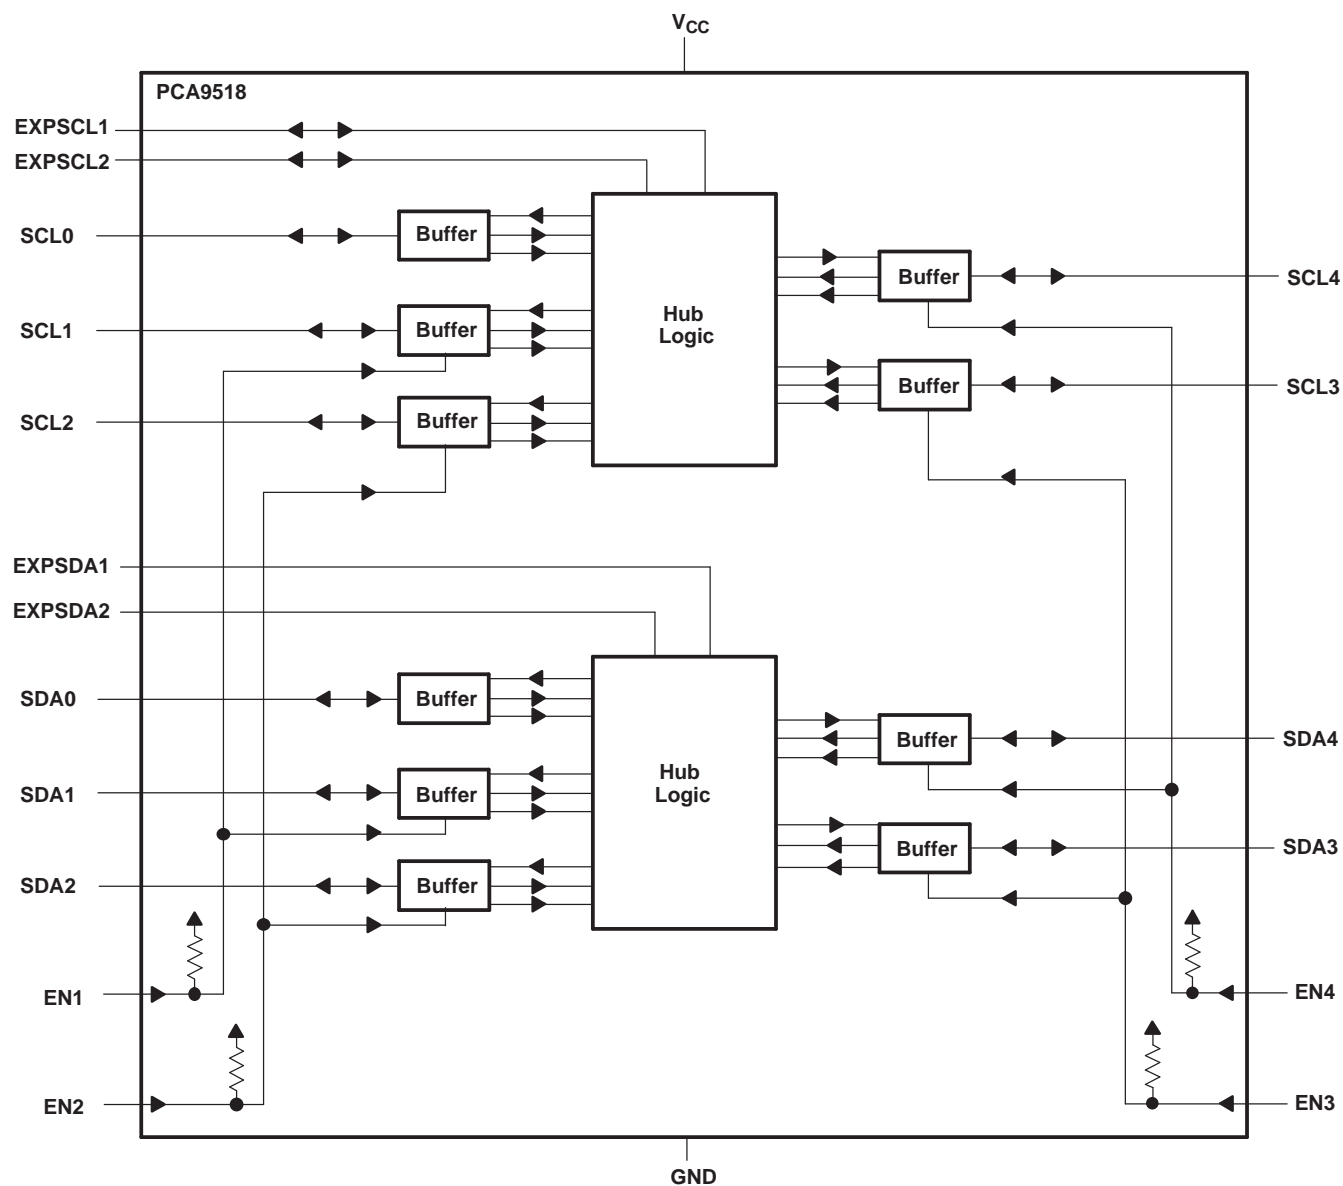 VCC
PCA9518
EXPSCL1
EXPSCL2
SCL0
Buffer
SCL1
Buffer
SCL2
Buffer
Hub
Logic
Buffer
SCL4
Buffer
SCL3
EXPSDA1
EXPSDA2
SDA0
Buffer
SDA1
Buffer
SDA2
Buffer
Hub
Logic
Buffer
SDA4
Buffer
SDA3
EN1
EN4
EN2
EN3
GND